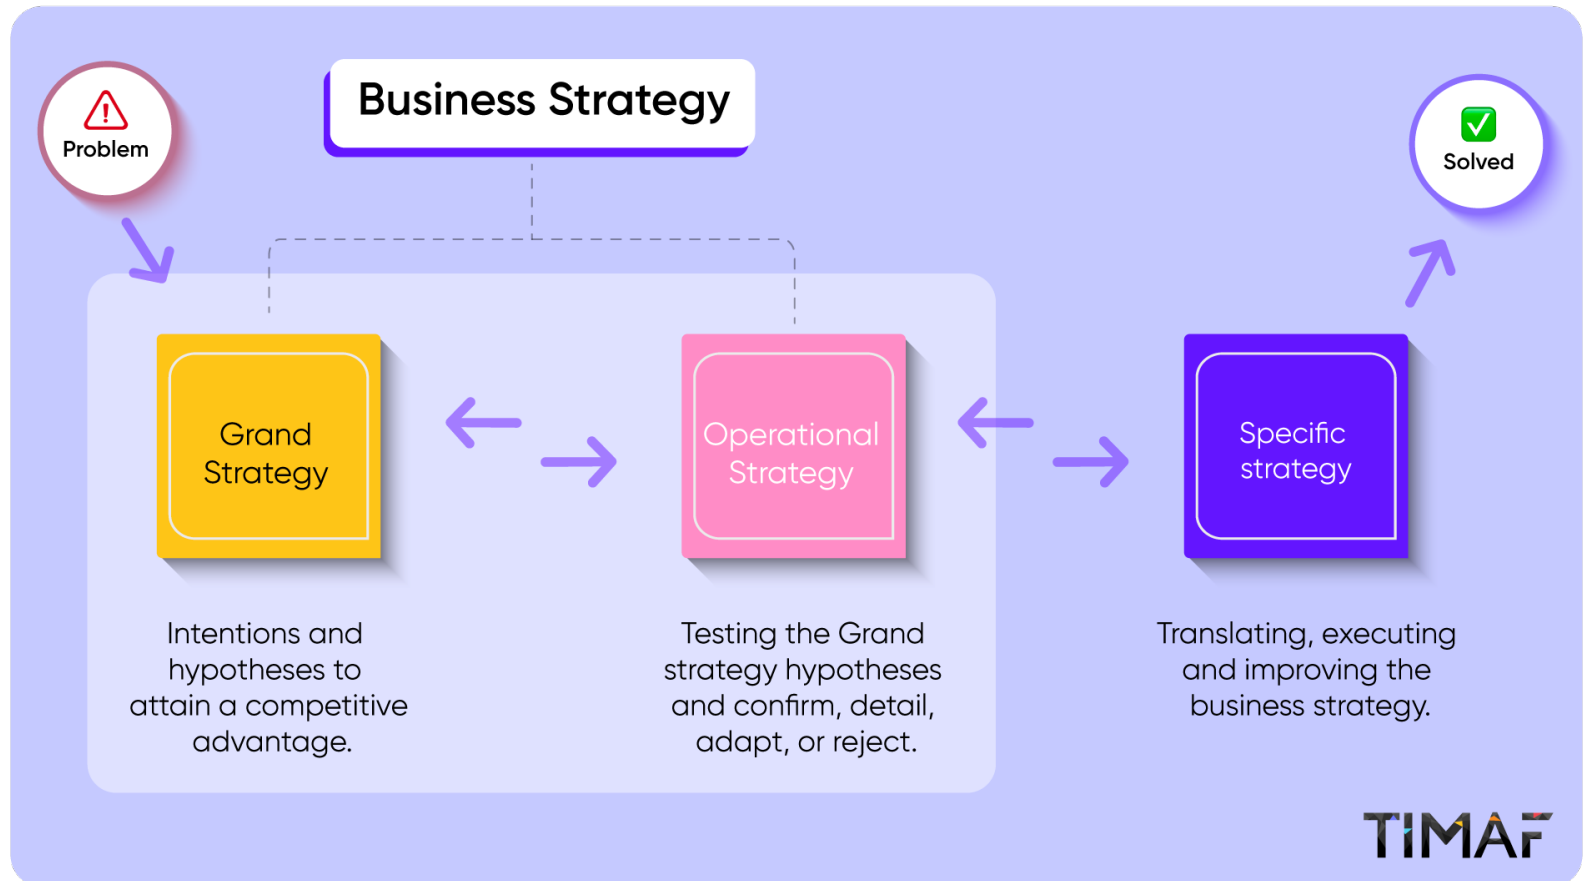 Business Strategy
Problem
Solved
Grand
Strategy
Operational
Strategy
Specific
strategy
Intentions and
hypotheses to
attain a competitive
advantage.
Testing the Grand
strategy hypotheses
and confirm, detail,
adapt, or reject.
Translating, executing
and improving the
business strategy.
TIMAF